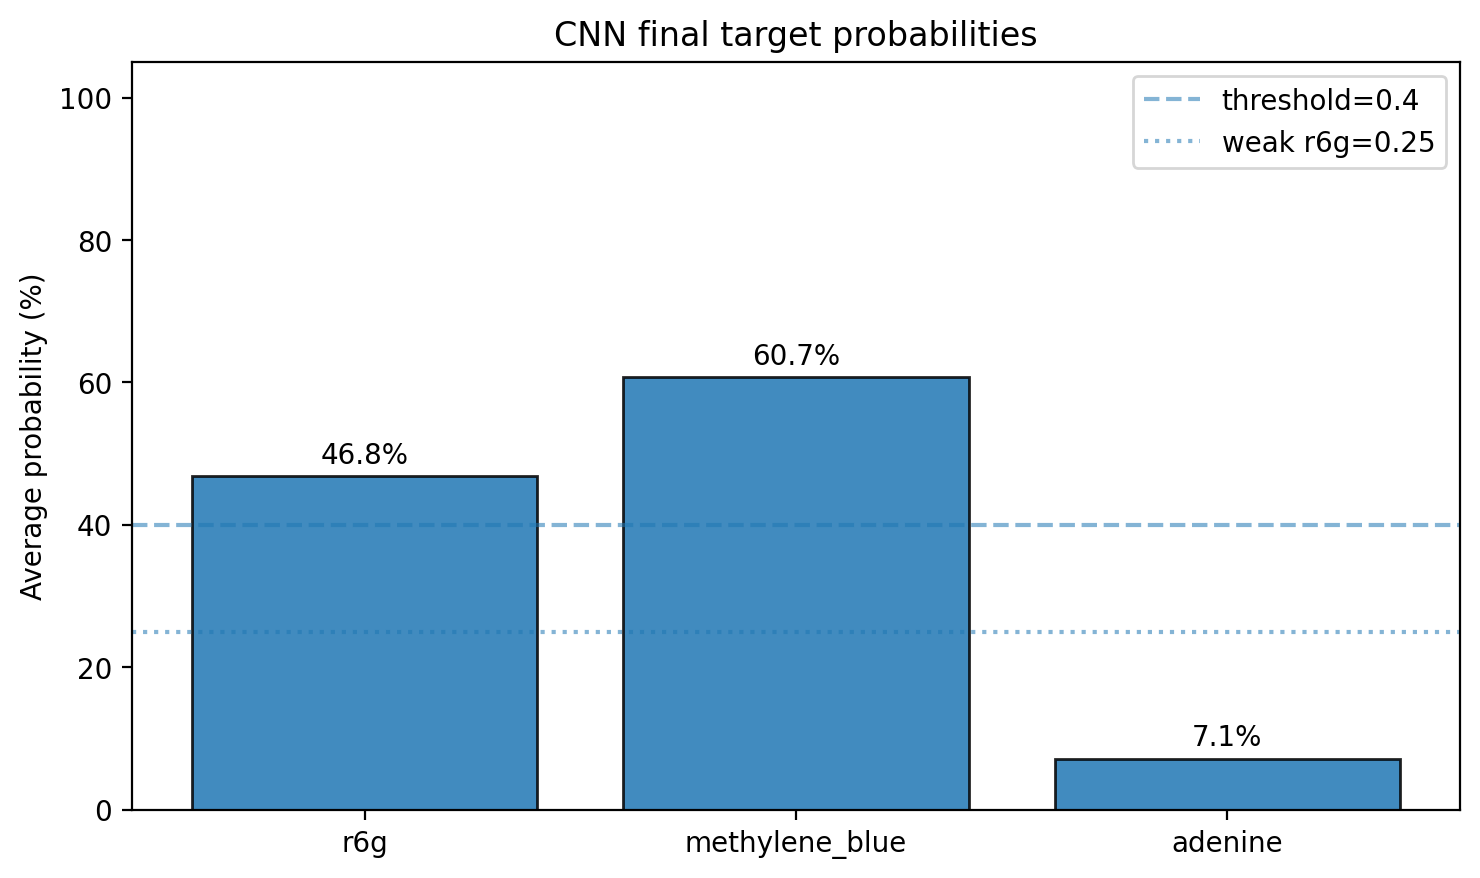 CNN final target probabilities
threshold=0.4
weak r6g=0.25
Average probability (%)
100
80
60
40
20
0
46.8%
60.7%
7.1%
r6g
methylene_blue
adenine